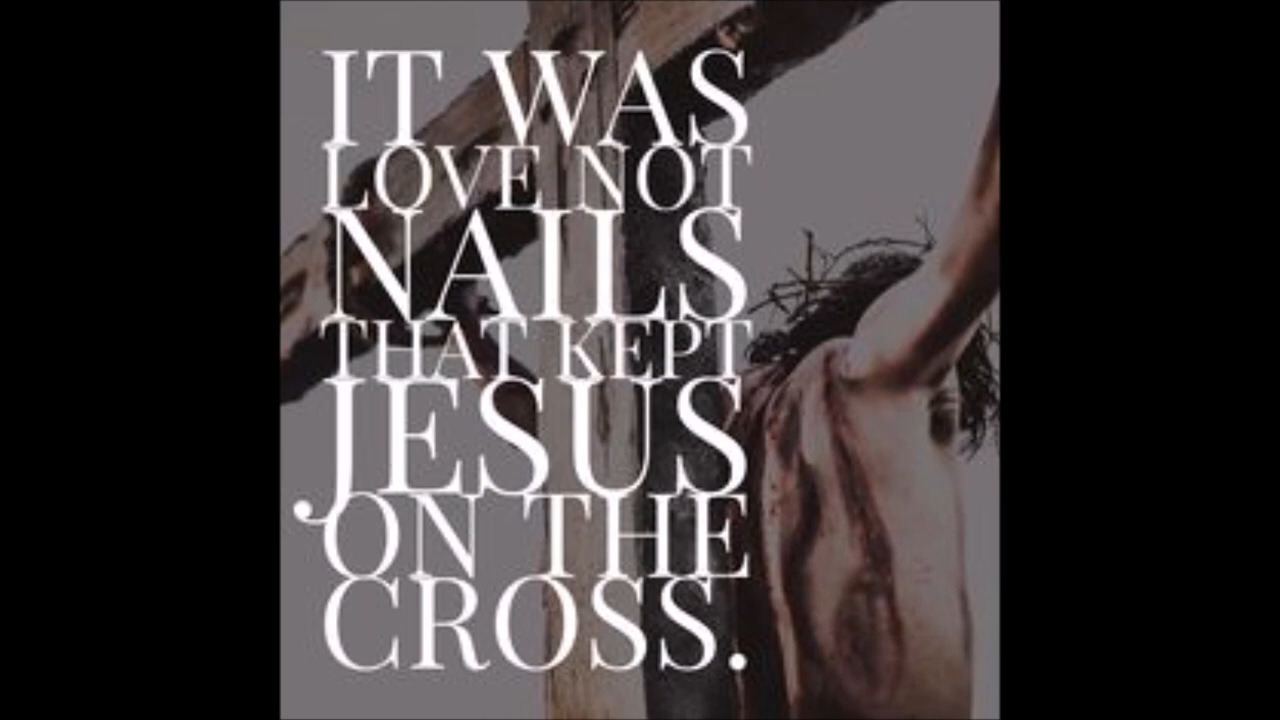 IT WAS
LOVE NOT
NAILS
THAT KEPT
JESUS
ON THE
CROSS.